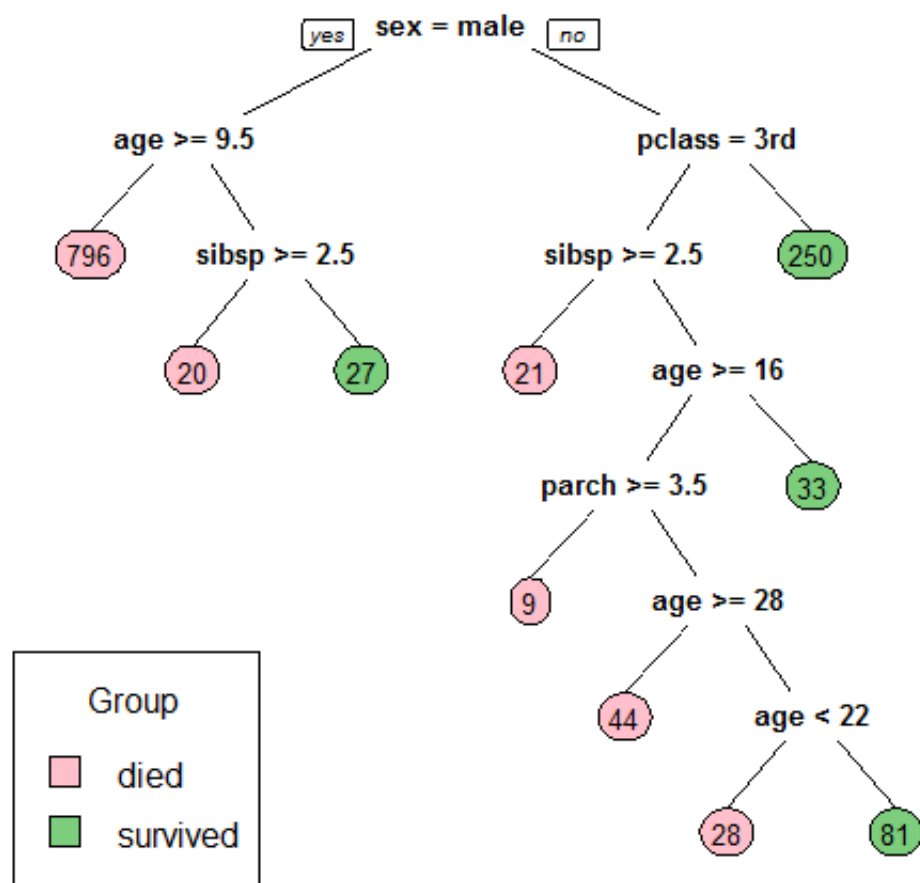 yes sex = male no
age >= 9.5 pclass = 3rd
796 sibsp >= 2.5 sibsp >= 2.5 250
20 27 21 age >= 16
parch >= 3.5 33
9 age >= 28
44 age < 22
28 81
Group
died
survived